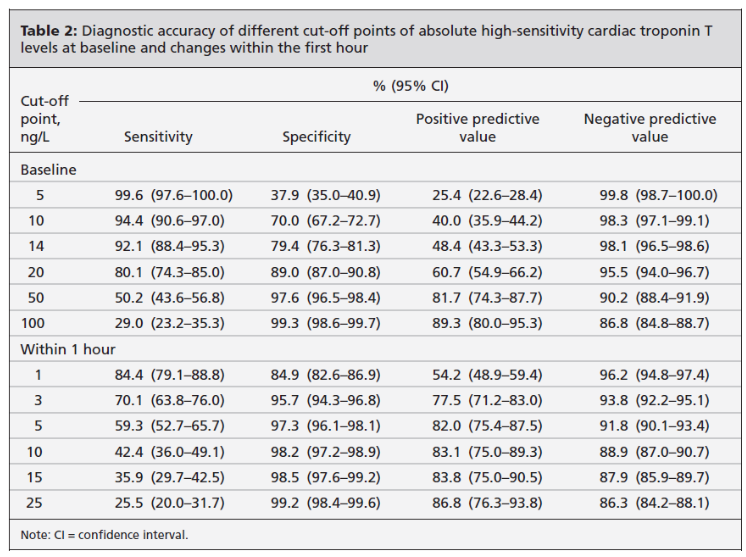 Table 2: Diagnostic accuracy of different cut-off points of absolute high-sensitivity cardiac troponin T
levels at baseline and changes within the first hour
% (95% CI)
Cut-off
point,
ng/L Sensitivity Specificity Positive predictive value Negative predictive value
Baseline
5 99.6 (97.6–100.0) 37.9 (35.0–40.9) 25.4 (22.6–28.4) 99.8 (98.7–100.0)
10 94.4 (90.6–97.0) 70.0 (67.2–72.7) 40.0 (35.9–44.2) 98.3 (97.1–99.1)
14 92.1 (88.4–95.3) 79.4 (76.3–81.3) 48.4 (43.3–53.3) 98.1 (96.5–98.6)
20 80.1 (74.3–85.0) 89.0 (87.0–90.8) 60.7 (54.9–66.2) 95.5 (94.0–96.7)
50 50.2 (43.6–56.8) 97.6 (96.5–98.4) 81.7 (74.3–87.7) 90.2 (88.4–91.9)
100 29.0 (23.2–35.3) 99.3 (98.6–99.7) 89.3 (80.0–95.3) 86.8 (84.8–88.7)
Within 1 hour
1 84.4 (79.1–88.8) 84.9 (82.6–86.9) 54.2 (48.9–59.4) 96.2 (94.8–97.4)
3 70.1 (63.8–76.0) 95.7 (94.3–96.8) 77.5 (71.2–83.0) 93.8 (92.2–95.1)
5 59.3 (52.7–65.7) 97.3 (96.1–98.1) 82.0 (75.4–87.5) 91.8 (90.1–93.4)
10 42.4 (36.0–49.1) 98.2 (97.2–98.9) 83.1 (75.0–89.3) 88.9 (87.0–90.7)
15 35.9 (29.7–42.5) 98.5 (97.6–99.2) 83.8 (75.0–90.5) 87.9 (85.9–89.7)
25 25.5 (20.0–31.7) 99.2 (98.4–99.6) 86.8 (76.3–93.8) 86.3 (84.2–88.1)
Note: CI = confidence interval.